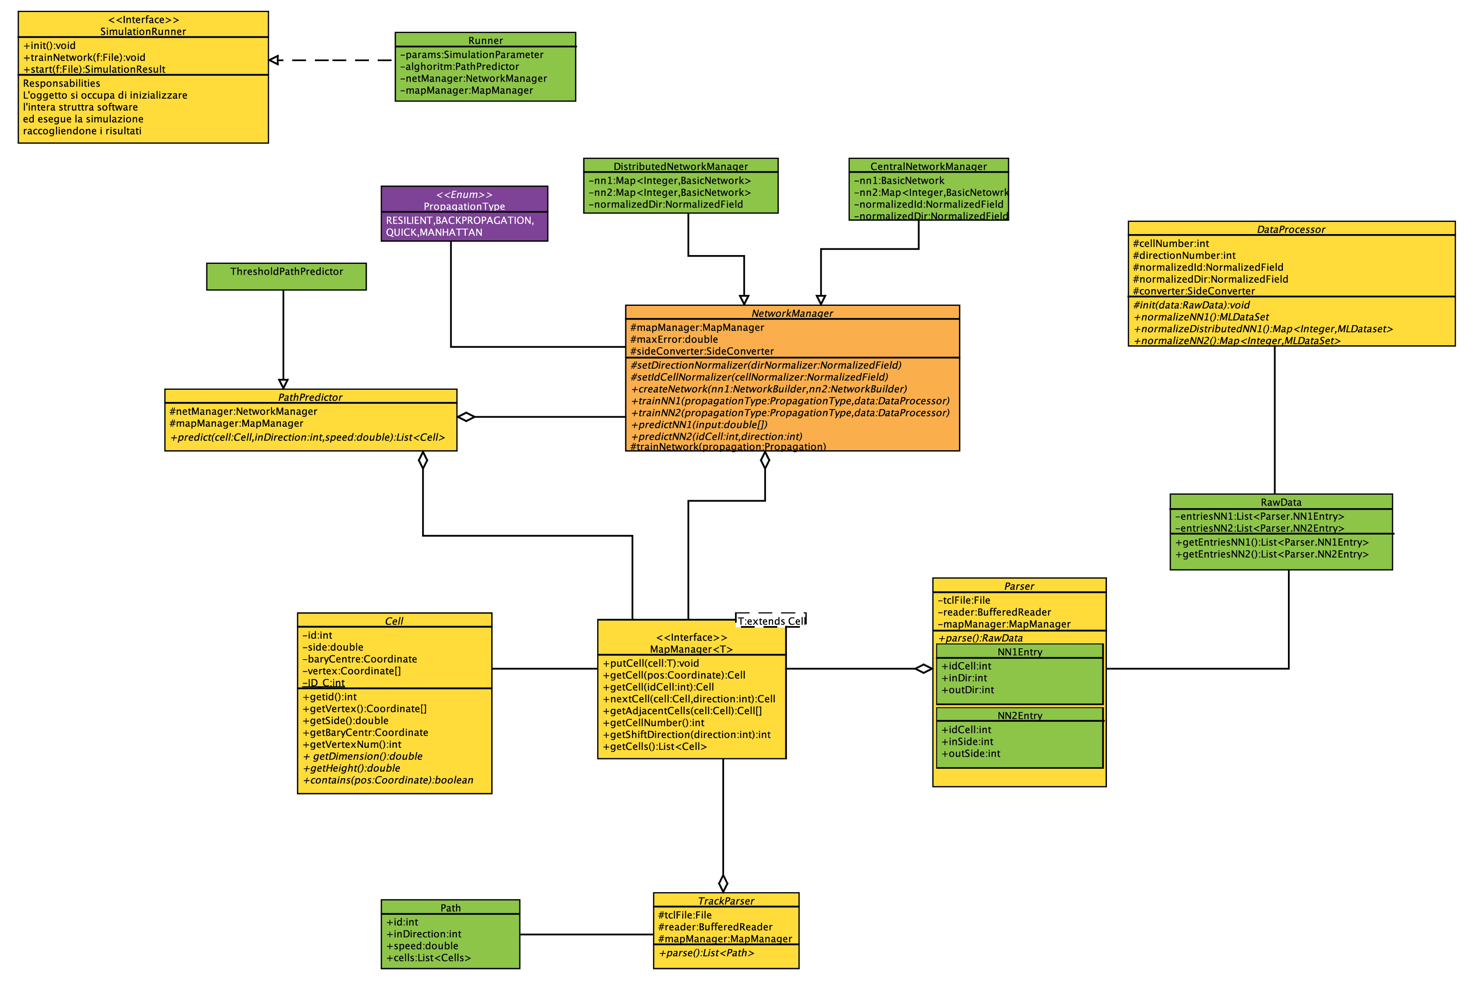 <<Interface>>
SimulationRunner
+init():void
+trainNetwork(f:File):void
+start(f:File):SimulationResult
Responsabilities
L'oggetto si occupa di inizializzare
l'intera struttra software
ed esegue la simulazione
raccogliendone i risultati
Runner
-params:SimulationParameter
-alghoritm:PathPredictor
-netManager:NetworkManager
-mapManager:MapManager
DistributedNetworkManager
-nn1:Map<Integer,BasicNetwork>
-nn2:Map<Integer,BasicNetwork>
-normalizedDir:NormalizedField
CentralNetworkManager
-nn1:BasicNetwork
-nn2:Map<Integer,BasicNetowrk
-normalizedId:NormalizedField
-normalizedDir:NormalizedField
<<Enum>>
PropagationType
RESILIENT,BACKPROPAGATION,
QUICK,MANHATTAN
DataProcessor
#cellNumber:int
#directionNumber:int
#normalizedId:NormalizedField
#normalizedDir:NormalizedField
#converter:SideConverter
#init(data:RawData):void
+normalizeNN1():MLDataSet
+normalizeDistributedNN1():Map<Integer,MLDataset>
+normalizeNN2():Map<Integer,MLDataSet>
ThresholdPathPredictor
NetworkManager
#mapManager:MapManager
#maxError:double
#sideConverter:SideConverter
#setDirectionNormalizer(dirNormalizer:NormalizedField)
#setIdCellNormalizer(cellNormalizer:NormalizedField)
+createNetwork(nn1:NetworkBuilder,nn2:NetworkBuilder)
+trainNN1(propagationType:PropagationType,data:DataProcessor)
+trainNN2(propagationType:PropagationType,data:DataProcessor)
+predictNN1(input:double[])
+predictNN2(idCell:int,direction:int)
#trainNetwork(propagation:Propagation)
PathPredictor
#netManager:NetworkManager
#mapManager:MapManager
+predict(cell:Cell,inDirection:int,speed:double):List<Cell>
RawData
-entriesNN1:List<Parser.NN1Entry>
-entriesNN2:List<Parser.NN2Entry>
+getEntriesNN1():List<Parser.NN1Entry>
+getEntriesNN2():List<Parser.NN2Entry>
Cell
-id:int
-side:double
-baryCentre:Coordinate
-vertex:Coordinate[]
-ID_C:int
+getid():int
+getVertex():Coordinate[]
+getSide():double
+getBaryCentr:Coordinate
+getVertexNum():int
+ getDimension():double
+getHeight():double
+contains(pos:Coordinate):boolean
T:extends Cell
<<Interface>>
MapManager<T>
+putCell(cell:T):void
+getCell(pos:Coordinate):Cell
+getCell(idCell:int):Cell
+nextCell(cell:Cell,direction:int):Cell
+getAdjacentCells(cell:Cell):Cell[]
+getCellNumber():int
+getShiftDirection(direction:int):int
+getCells():List<Cell>
Parser
-tclFile:File
-reader:BufferedReader
-mapManager:MapManager
+parse():RawData
NN1Entry
+idCell:int
+inDir:int
+outDir:int
NN2Entry
+idCell:int
+inSide:int
+outSide:int
Path
+id:int
+inDirection:int
+speed:double
+cells:List<Cells>
TrackParser
#tclFile:File
#reader:BufferedReader
#mapManager:MapManager
+parse():List<Path>